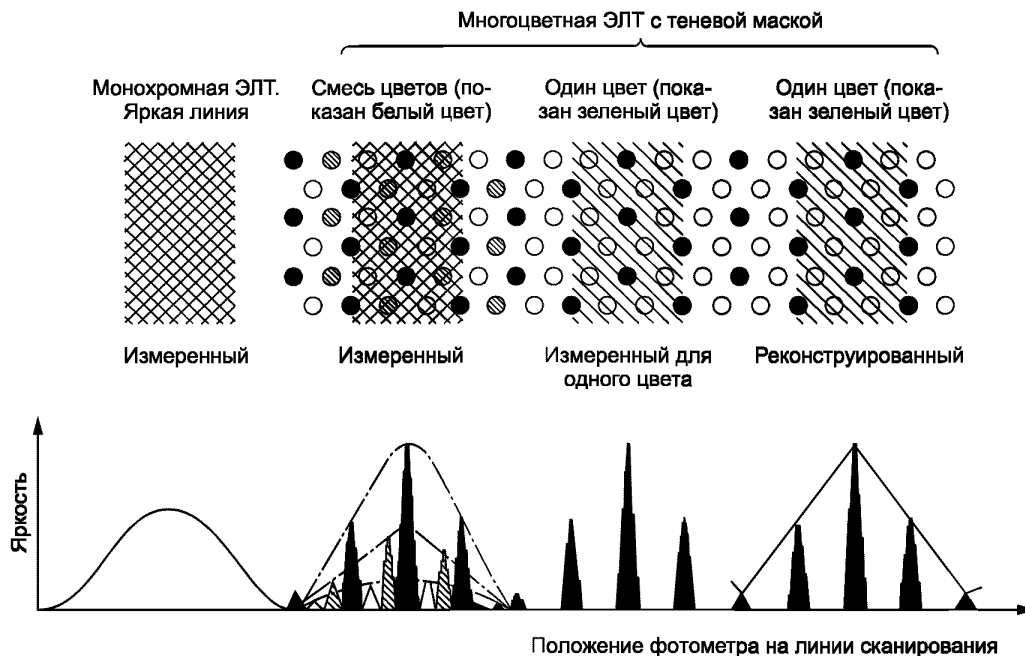 Многоцветная ЭЛТ с теневой маской
Монохромная ЭЛТ.
Яркая линия
Смесь цветов (по-
казан белый цвет)
Один цвет (пока-
зан зеленый цвет)
Один цвет (пока-
зан зеленый цвет)
Измеренный
Измеренный
Измеренный для
одного цвета
Реконструированный
Яркость
Положение фотометра на линии сканирования